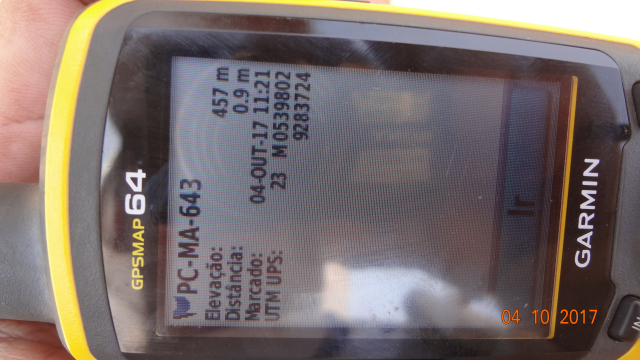 GPSMAP 64
PC-MA-643
Elevação: 457 m
Distância: 0.9 m
Marcado: 04-OUT-17 11:21
UTM UPS: 23 M 0539802
9283724
Ir
GARMIN
04 10 2017